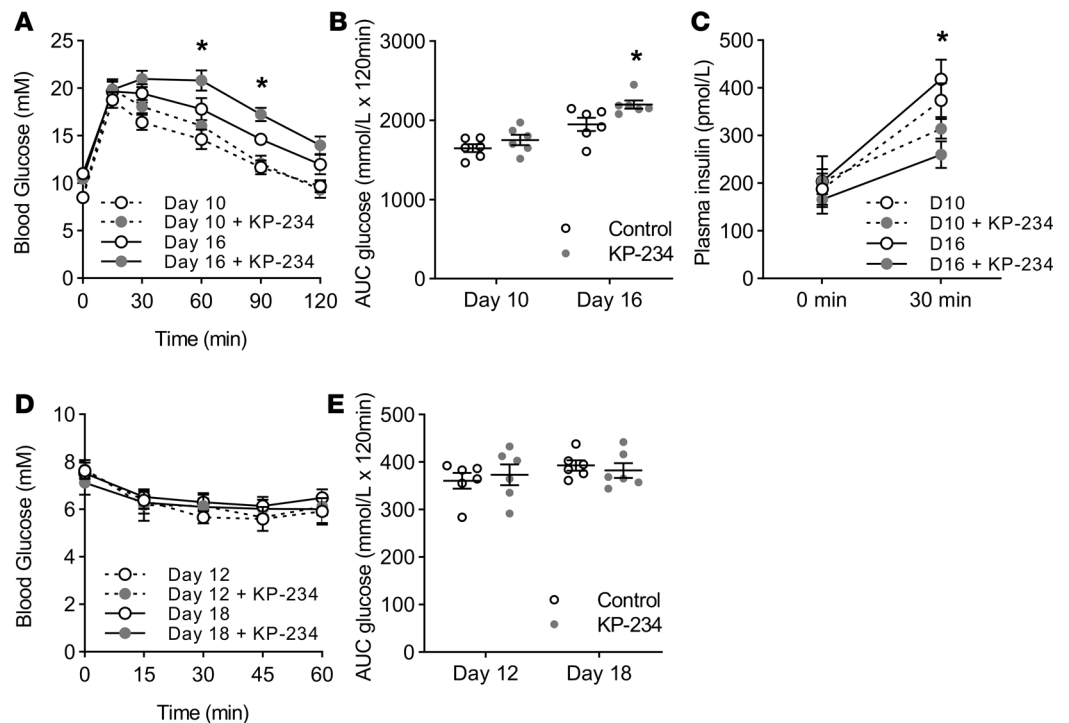 A
Blood Glucose (mM)
25
20
15
10
5
0
*
*
Day 10
Day 10 + KP-234
Day 16
Day 16 + KP-234
0 30 60 90 120
Time (min)
B
AUC glucose (mmol/L x 120min)
3000
2000
1000
0
*
Control
KP-234
Day 10 Day 16
C
Plasma insulin (pmol/L)
500
400
300
200
100
0
*
D10
D10 + KP-234
D16
D16 + KP-234
0 min 30 min
D
Blood Glucose (mM)
10
8
6
4
2
0
Day 12
Day 12 + KP-234
Day 18
Day 18 + KP-234
0 15 30 45 60
Time (min)
E
AUC glucose (mmol/L x 120min)
500
400
300
200
100
0
Control
KP-234
Day 12 Day 18